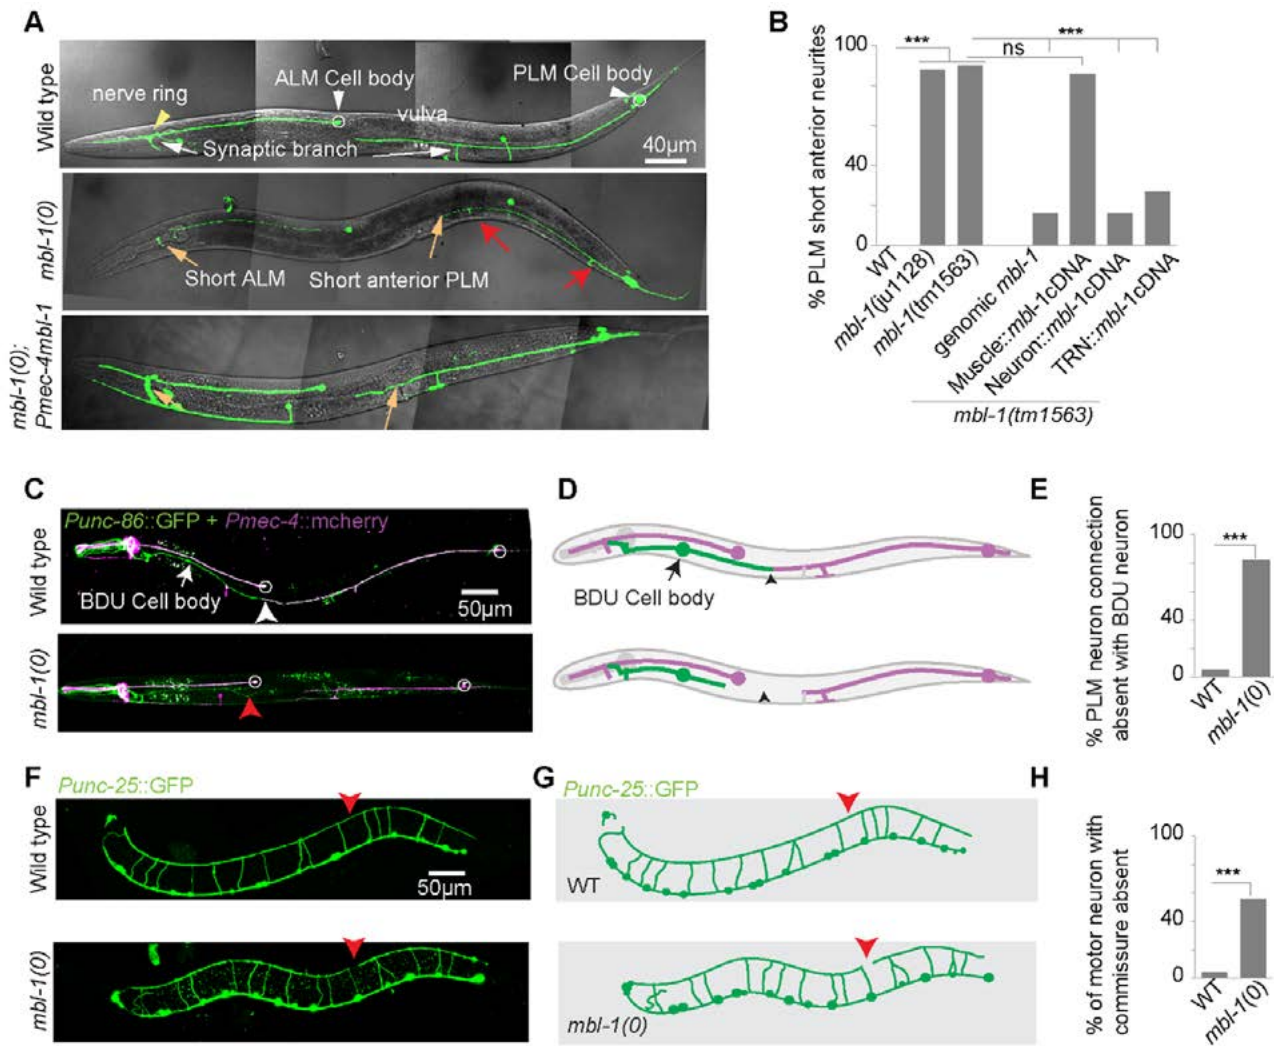 A
Wild type
nerve ring
ALM Cell body
vulva
PLM Cell body
Synaptic branch
40µm
mbl-1(0)
Short ALM
Short anterior PLM
mbl-1(0);
Pmec-4mbl-1
B
% PLM short anterior neurites
100
40
0
***
ns
***
WT
mbl-1(ju1128)
mbl-1(tm1563)
genomic mbl-1
Muscle::mbl-1cDNA
Neuron::mbl-1cDNA
TRN::mbl-1cDNA
mbl-1(tm1563)
C
Punc-86::GFP + Pmec-4::mcherry
Wild type
BDU Cell body
50µm
mbl-1(0)
D
BDU Cell body
E
% PLM neuron connection
absent with BDU neuron
100
40
0
***
WT
mbl-1(0)
F
Punc-25::GFP
Wild type
50µm
mbl-1(0)
G
Punc-25::GFP
WT
mbl-1(0)
H
% of motor neuron with
commissure absent
100
40
0
***
WT
mbl-1(0)